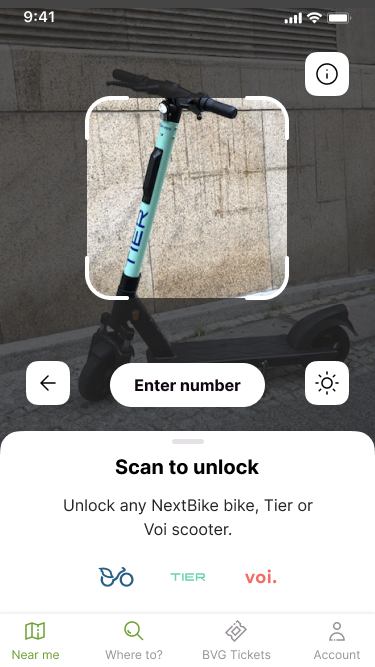 9:41
TIER
Enter number
Scan to unlock
Unlock any NextBike bike, Tier or
Voi scooter.
TIER
voi.
Near me
Where to?
BVG Tickets
Account